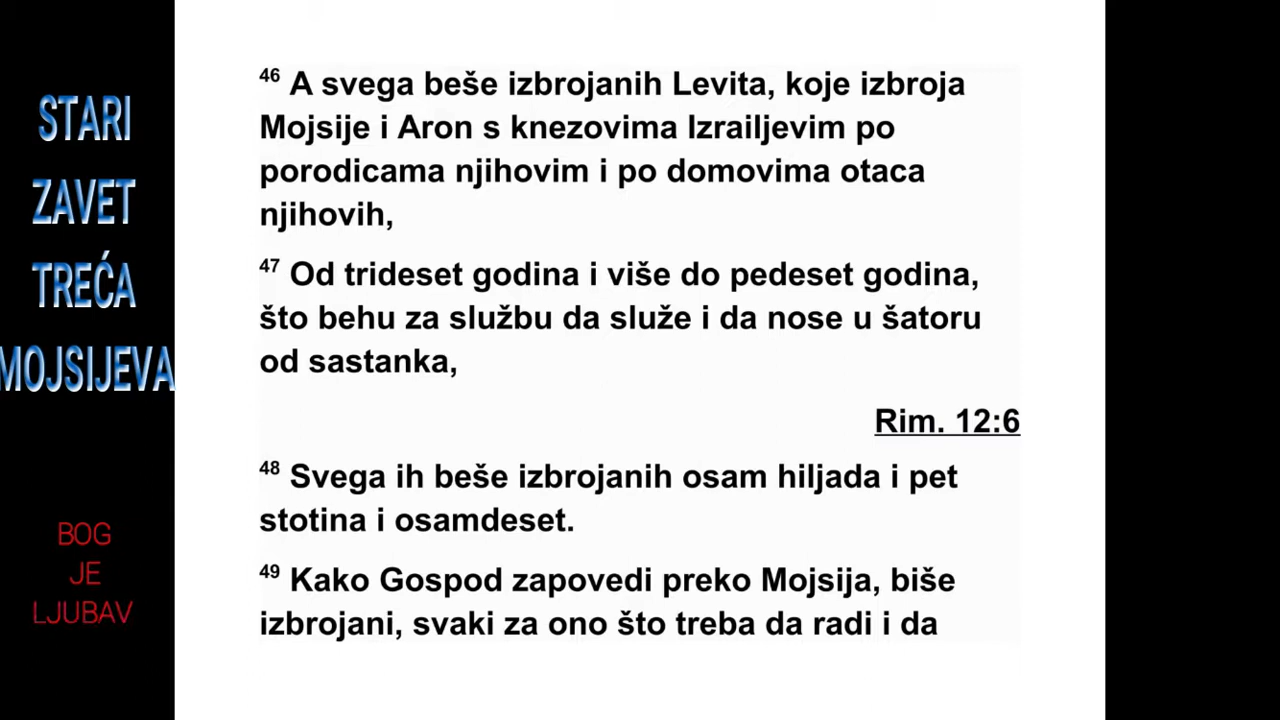 STARI
ZAVET
TREĆA
MOJSIJEVA
BOG
JE
LJUBAV
46 A svega beše izbrojanih Levita, koje izbroja
Mojsije i Aron s knezovima Izrailjevim po
porodicama njihovim i po domovima otaca
njihovih,
47 Od trideset godina i više do pedeset godina,
što behu za službu da služe i da nose u šatoru
od sastanka,
Rim. 12:6
48 Svega ih beše izbrojanih osam hiljada i pet
stotina i osamdeset.
49 Kako Gospod zapovedi preko Mojsija, biše
izbrojani, svaki za ono što treba da radi i da